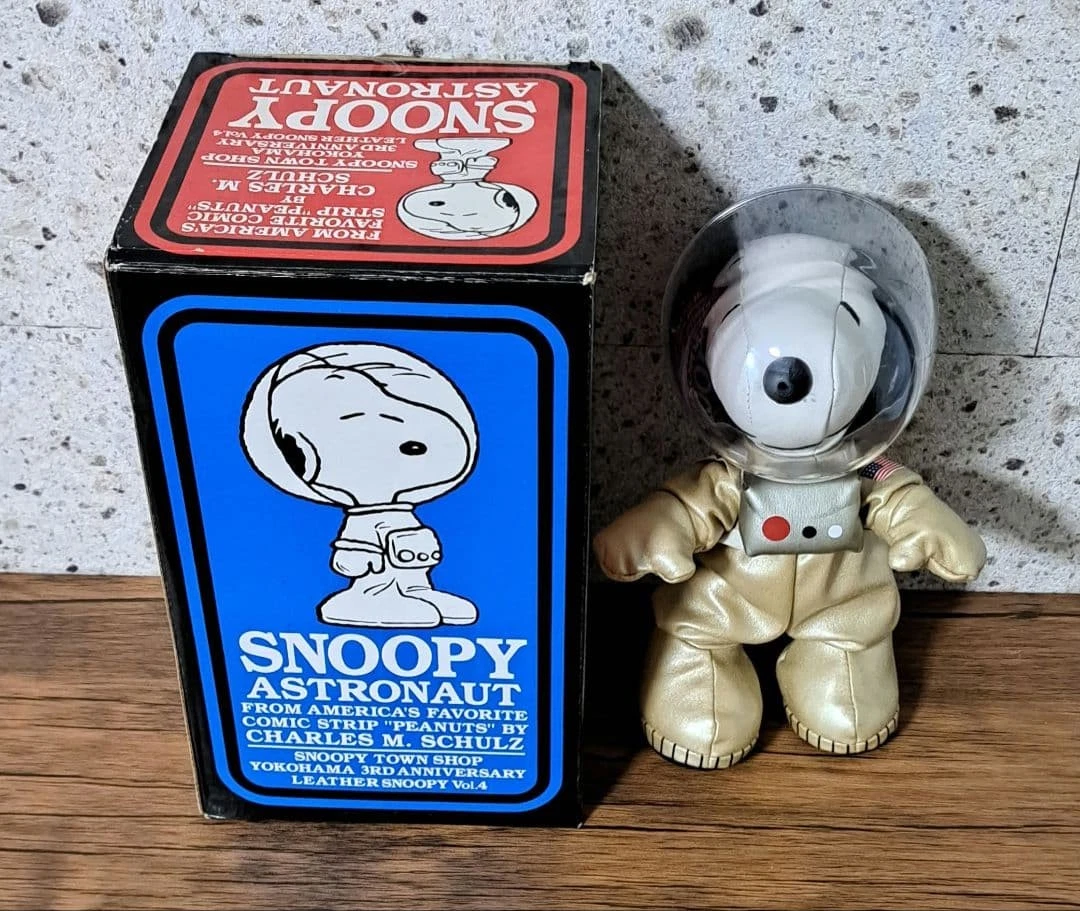 SNOOPY
ASTRONAUT
FROM AMERICA'S
FAVORITE COMIC
STRIP "PEANUTS"
BY
CHARLES M.
SCHULZ
SNOOPY TOWN SHOP
YOKOHAMA
3RD ANNIVERSARY
LEATHER SNOOPY Vol.4
SNOOPY
ASTRONAUT
FROM AMERICA'S FAVORITE
COMIC STRIP "PEANUTS" BY
CHARLES M. SCHULZ
SNOOPY TOWN SHOP
YOKOHAMA 3RD ANNIVERSARY
LEATHER SNOOPY Vol.4